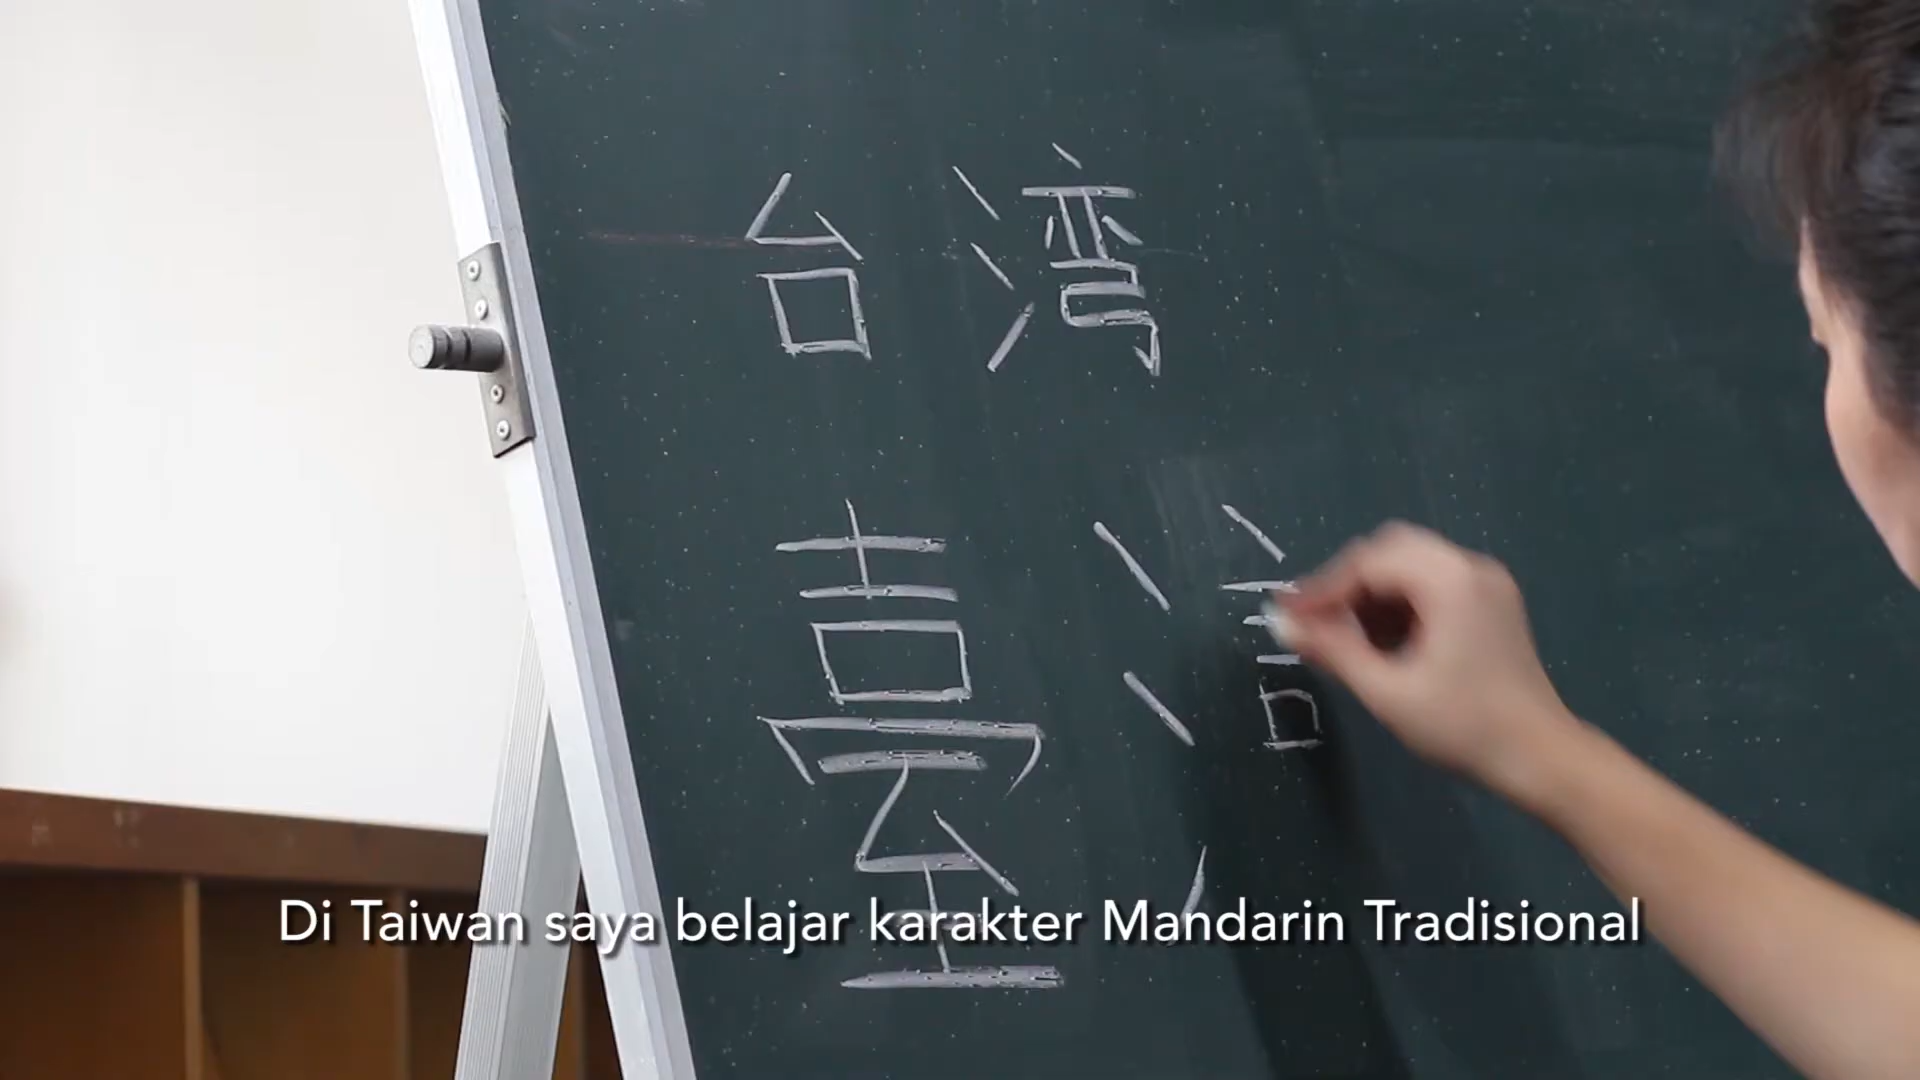 台湾
臺
Di Taiwan saya belajar karakter Mandarin Tradisional